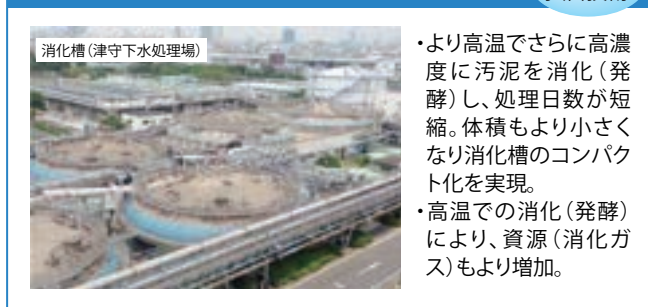 消化槽(津守下水処理場)
・より高温でさらに高濃
度に汚泥を消化(発
酵)し、処理日数が短
縮。体積もより小さく
なり消化槽のコンパク
ト化を実現。
・高温での消化(発酵)
により、資源(消化ガ
ス)もより増加。